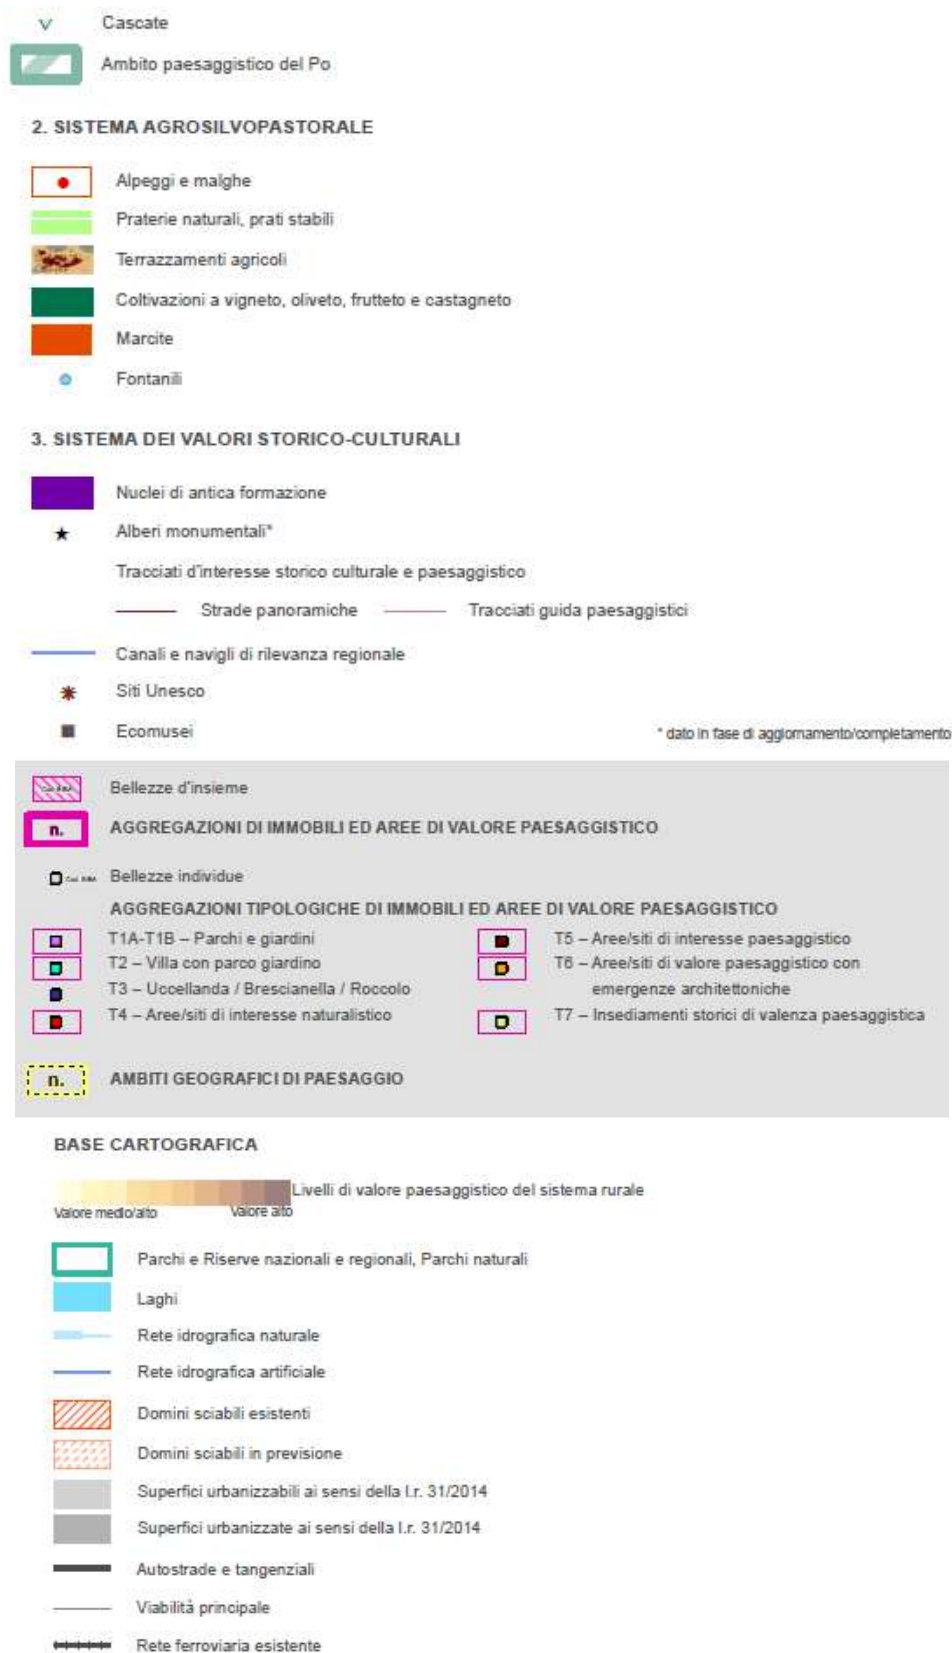 Cascate
Ambito paesaggistico del Po
2. SISTEMA AGROSILVOPASTORALE
Alpeggi e malghe
Praterie naturali, prati stabili
Terrazzamenti agricoli
Coltivazioni a vigneto, oliveto, frutteto e castagneto
Marcite
Fontanili
3. SISTEMA DEI VALORI STORICO-CULTURALI
Nuclei di antica formazione
Alberi monumentali*
Tracciati d'interesse storico culturale e paesaggistico
Strade panoramiche Tracciati guida paesaggistici
Canali e navigli di rilevanza regionale
Siti Unesco
Ecomusei * dato in fase di aggiornamento/completamento
Bellezze d'insieme
n. AGGREGAZIONI DI IMMOBILI ED AREE DI VALORE PAESAGGISTICO
Bellezze individue
AGGREGAZIONI TIPOLOGICHE DI IMMOBILI ED AREE DI VALORE PAESAGGISTICO
T1A-T1B – Parchi e giardini
T2 – Villa con parco giardino
T3 – Uccellanda / Brescianella / Roccolo
T4 – Aree/siti di interesse naturalistico
T5 – Aree/siti di interesse paesaggistico
T6 – Aree/siti di valore paesaggistico con
emergenze architettoniche
T7 – Insediamenti storici di valenza paesaggistica
n. AMBITI GEOGRAFICI DI PAESAGGIO
BASE CARTOGRAFICA
Livelli di valore paesaggistico del sistema rurale
Valore medio/alto Valore alto
Parchi e Riserve nazionali e regionali, Parchi naturali
Laghi
Rete idrografica naturale
Rete idrografica artificiale
Domini sciabili esistenti
Domini sciabili in previsione
Superfici urbanizzabili ai sensi della l.r. 31/2014
Superfici urbanizzate ai sensi della l.r. 31/2014
Autostrade e tangenziali
Viabilità principale
Rete ferroviaria esistente